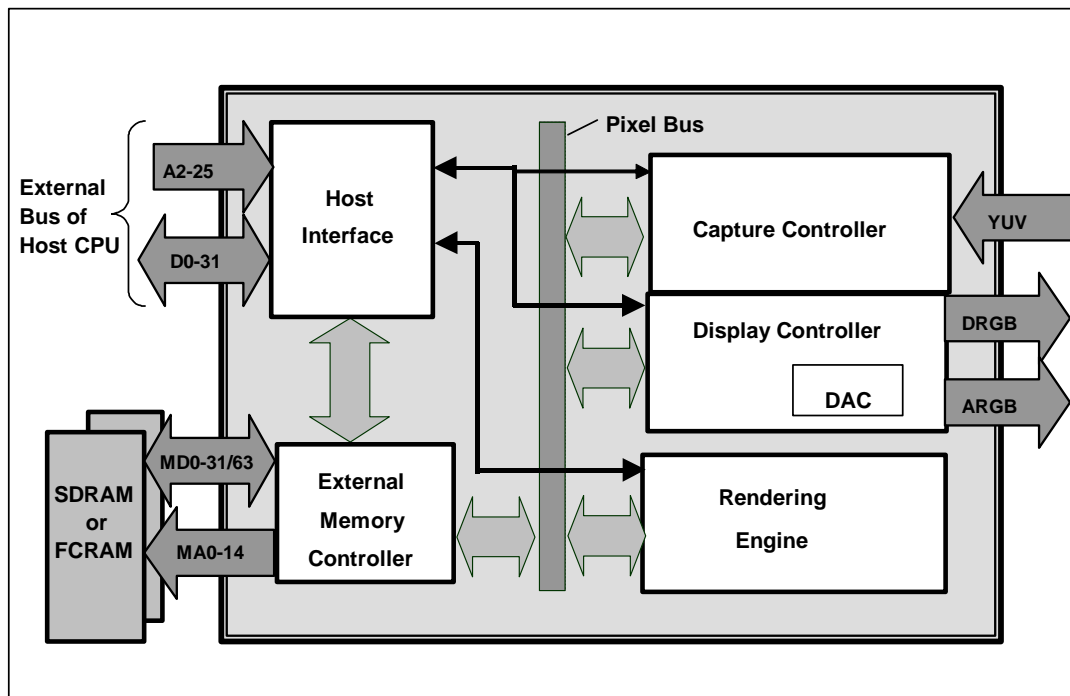 External
Bus of
Host CPU
A2-25
D0-31
Host
Interface
Pixel Bus
Capture Controller
YUV
Display Controller
DAC
DRGB
ARGB
SDRAM
or
FCRAM
MD0-31/63
MA0-14
External
Memory
Controller
Rendering
Engine